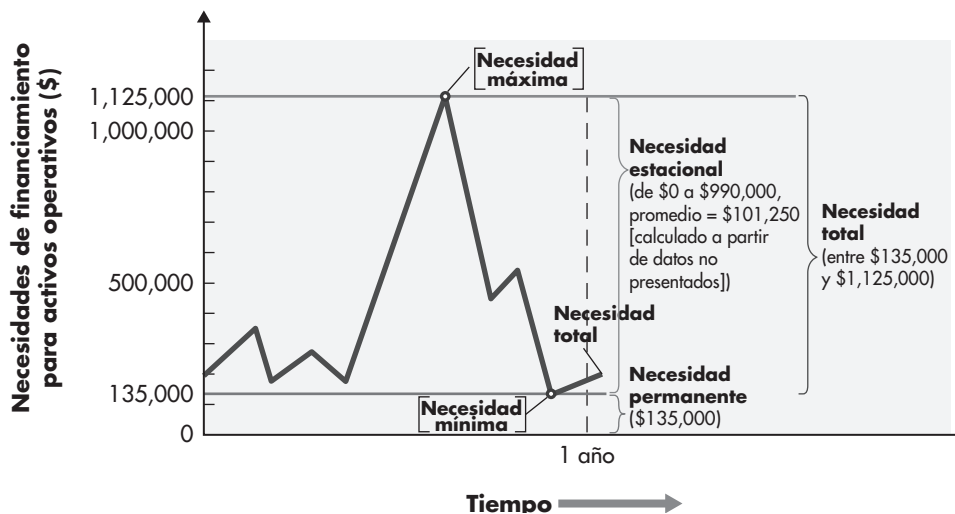 Necesidades de financiamiento
para activos operativos ($)
1,125,000
1,000,000
500,000
135,000
0
Necesidad
máxima
Necesidad
estacional
(de $0 a $990,000,
promedio = $101,250
[calculado a partir
de datos no
presentados])
Necesidad
total
(entre $135,000
y $1,125,000)
Necesidad
total
Necesidad
mínima
Necesidad
permanente
($135,000)
1 año
Tiempo